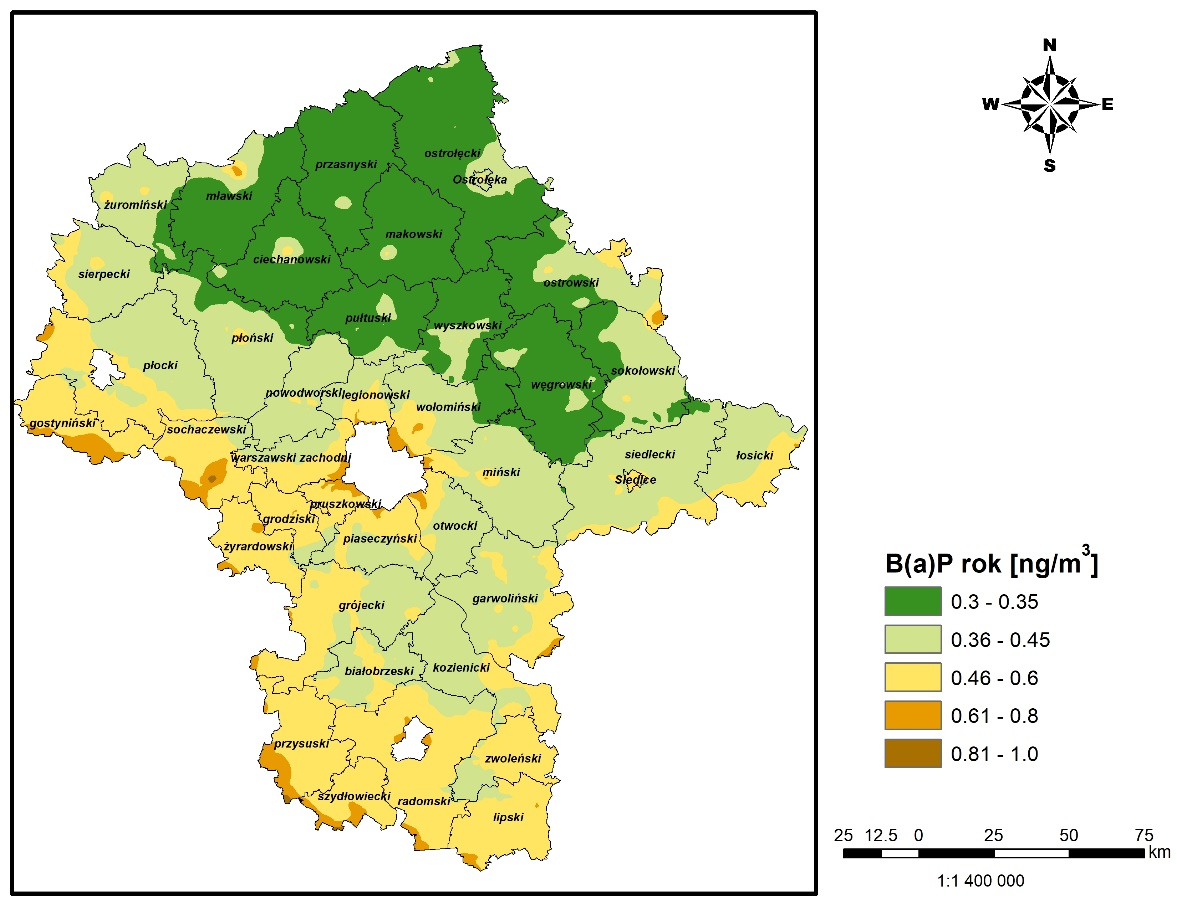 N
W E
S
ostrołęcki
przasnyski
Ostrołęka
mławski
żuromiński
makowski
ciechanowski
sierpecki
ostrowski
pułtuski
wyszkowski
płoński
płocki
sokołowski
węgrowski
nowodworski
legionowski
wołomiński
gostyniński
sochaczewski
warszawski zachodni
siedlecki
łosicki
miński
Siedlce
pruszkowski
grodziski
otwocki
piaseczyński
żyrardowski
garwoliński
grójecki
białobrzeski
kozienicki
przysuski
zwoleński
szydłowiecki
radomski
lipski
B(a)P rok [ng/m³]
0.3 - 0.35
0.36 - 0.45
0.46 - 0.6
0.61 - 0.8
0.81 - 1.0
25 12.5 0 25 50 75
km
1:1 400 000